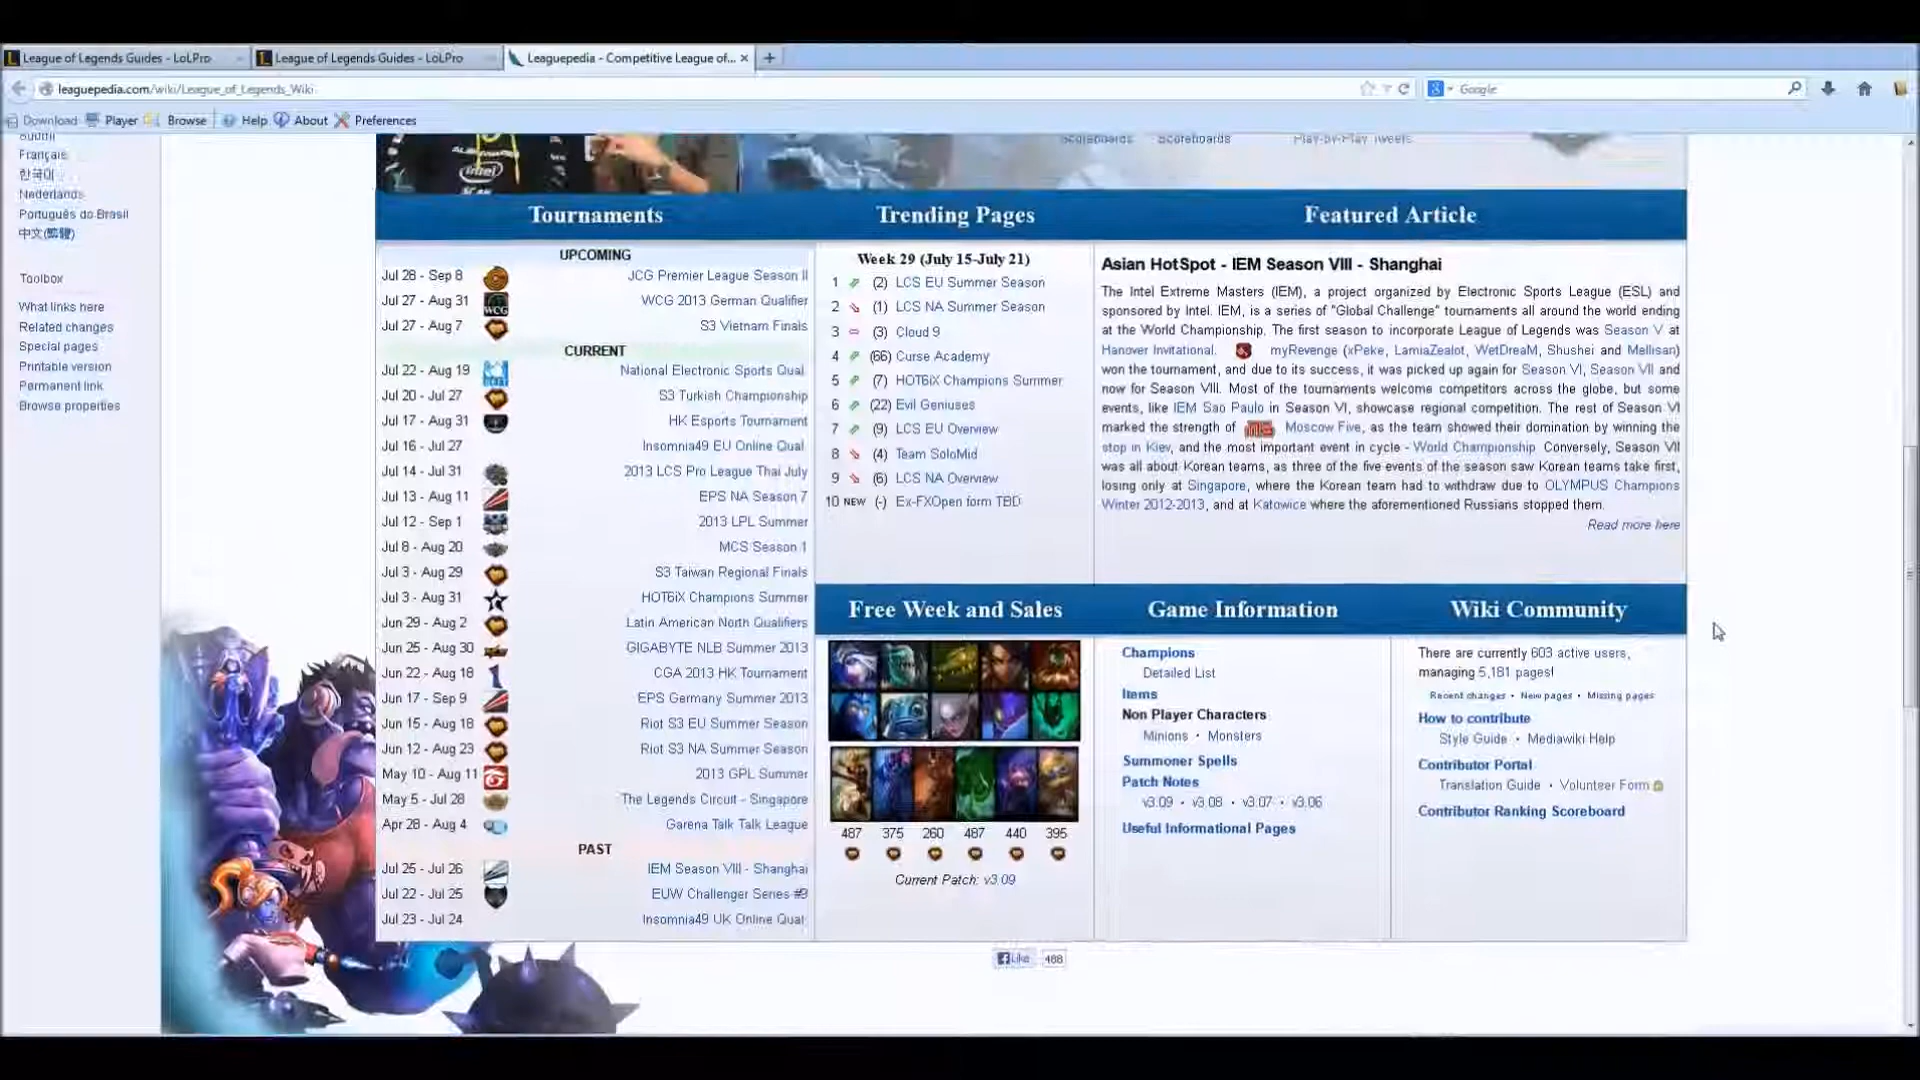 League of Legends Guides - LoLPro
League of Legends Guides - LoLPro
Leaguepedia - Competitive League of...
leaguepedia.com/wiki/League_of_Legends_Wiki
Google
Download Player Browse Help About Preferences
Suomi
Français
한국어
Nederlands
Português do Brasil
中文(繁體)
Toolbox
What links here
Related changes
Special pages
Printable version
Permanent link
Browse properties
intel
Scoreboards Scoreboards Play-by-Play Tweets
Tournaments
UPCOMING
Jul 28 - Sep 8 JCG Premier League Season II
Jul 27 - Aug 31 WCG WCG 2013 German Qualifier
Jul 27 - Aug 7 S3 Vietnam Finals
CURRENT
Jul 22 - Aug 19 National Electronic Sports Qual.
Jul 20 - Jul 27 S3 Turkish Championship
Jul 17 - Aug 31 HK Esports Tournament
Jul 16 - Jul 27 Insomnia49 EU Online Qual.
Jul 14 - Jul 31 2013 LCS Pro League Thai July
Jul 13 - Aug 11 EPS NA Season 7
Jul 12 - Sep 1 2013 LPL Summer
Jul 8 - Aug 20 MCS Season 1
Jul 3 - Aug 29 S3 Taiwan Regional Finals
Jul 3 - Aug 31 HOT6iX Champions Summer
Jun 29 - Aug 2 Latin American North Qualifiers
Jun 25 - Aug 30 GIGABYTE NLB Summer 2013
Jun 22 - Aug 18 CGA 2013 HK Tournament
Jun 17 - Sep 9 EPS Germany Summer 2013
Jun 15 - Aug 18 Riot S3 EU Summer Season
Jun 12 - Aug 23 Riot S3 NA Summer Season
May 10 - Aug 11 2013 GPL Summer
May 5 - Jul 28 The Legends Circuit - Singapore
Apr 28 - Aug 4 Garena Talk Talk League
PAST
Jul 25 - Jul 26 IEM Season VIII - Shanghai
Jul 22 - Jul 25 EUW Challenger Series
Jul 23 - Jul 24 Insomnia49 UK Online Qual.
Trending Pages
Week 29 (July 15-July 21)
1 (2) LCS EU Summer Season
2 (1) LCS NA Summer Season
3 (3) Cloud 9
4 (66) Curse Academy
5 (7) HOT6iX Champions Summer
6 (22) Evil Geniuses
7 (9) LCS EU Overview
8 (4) Team SoloMid
9 (6) LCS NA Overview
10 NEW (-) Ex-FXOpen form TBD
Featured Article
Asian HotSpot - IEM Season VIII - Shanghai
The Intel Extreme Masters (IEM), a project organized by Electronic Sports League (ESL) and
sponsored by Intel. IEM, is a series of "Global Challenge" tournaments all around the world ending
at the World Championship. The first season to incorporate League of Legends was Season V at
Hanover Invitational. myRevenge (xPeke, LamiaZealot, WetDreaM, Shushei and Mellisan)
won the tournament, and due to its success, it was picked up again for Season VI, Season VII and
now for Season VIII. Most of the tournaments welcome competitors across the globe, but some
events, like IEM Sao Paulo in Season VI, showcase regional competition. The rest of Season VI
marked the strength of Moscow Five, as the team showed their domination by winning the
stop in Kiev, and the most important event in cycle - World Championship Conversely, Season VII
was all about Korean teams, as three of the five events of the season saw Korean teams take first,
losing only at Singapore, where the Korean team had to withdraw due to OLYMPUS Champions
Winter 2012-2013, and at Katowice where the aforementioned Russians stopped them.
Read more here
Free Week and Sales
487 375 260 487 440 395
Current Patch: v3.09
Game Information
Champions
Detailed List
Items
Non Player Characters
Minions • Monsters
Summoner Spells
Patch Notes
v3.09 • v3.08 • v3.07 • v3.06
Useful Informational Pages
Wiki Community
There are currently 603 active users,
managing 5,181 pages!
Recent changes • New pages • Missing pages
How to contribute
Style Guide • Mediawiki Help
Contributor Portal
Translation Guide • Volunteer Form
Contributor Ranking Scoreboard
Like 488